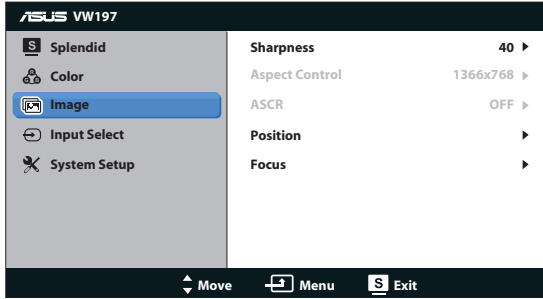 ASUS VW197
S Splendid
Color
Image
Input Select
System Setup
Sharpness 40
Aspect Control 1366x768
ASCR OFF
Position
Focus
Move Menu S Exit